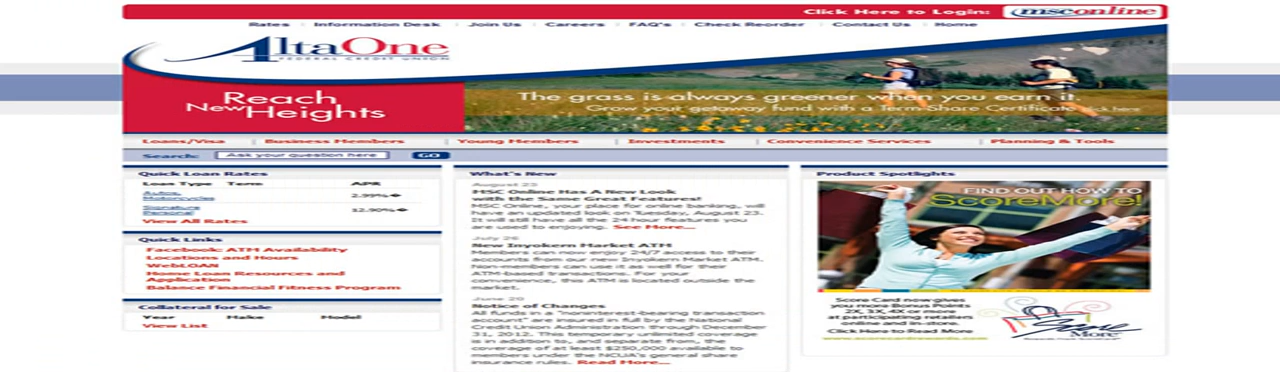 Click Here to Login: msconline
Rates Information Desk Join Us Careers FAQ's Check Reorder Contact Us Home
AltaOne
FEDERAL CREDIT UNION
Reach
New Heights
The grass is always greener when you earn it.
Grow your getaway fund with a Term-Share Certificate click here
Loans/Visa Business Members Young Members Investments Convenience Services Planning & Tools
Search: Ask your question here GO
Quick Loan Rates
Loan Type Term APR
Autos,
Motorcycles 2.99%�
Signature
Personal 12.90%�
View All Rates
Quick Links
Facebook: ATM Availability
Locations and Hours
WebLOAN
Home Loan Resources and
Application
Balance Financial Fitness Program
Collateral for Sale
Year Make Model
View List
What's New
August 23
MSC Online Has A New Look
with the Same Great Features!
MSC Online, your place for online banking, will
have an updated look on Tuesday, August 23.
It will still have all the 24 hour features you
are used to enjoying. See More...
July 26
New Inyokern Market ATM
Members can now enjoy 24/7 access to their
accounts from our new Inyokern Market ATM.
Non-members can use it as well for their
ATM-based transactions. For your
convenience, this ATM is located outside the
market.
June 20
Notice of Changes
All funds in a "noninterest-bearing transaction
account" are insured in full by the National
Credit Union Administration through December
31, 2012. This temporary unlimited coverage
is in addition to, and separate from, the
coverage of at least $250,000 available to
members under the NCUA's general share
insurance rules. Read More...
Product Spotlights
FIND OUT HOW TO
ScoreMore!
Score Card now gives
you more Bonus Points
2X, 3X, 4X or more
at participating retailers
online and in-store.
Click Here to Read More
www.scorecardrewards.com
Score
More